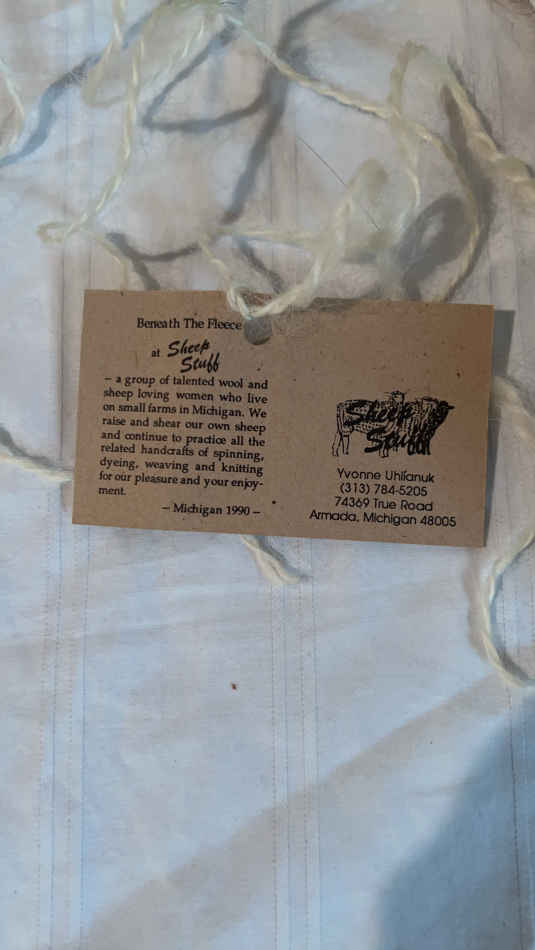 Beneath The Fleece
at Sheep
Stuff
– a group of talented wool and
sheep loving women who live
on small farms in Michigan. We
raise and shear our own sheep
and continue to practice all the
related handcrafts of spinning,
dyeing, weaving and knitting
for our pleasure and your enjoy-
ment.
– Michigan 1990 –
Sheep
Stuff
Yvonne Uhlianuk
(313) 784-5205
74369 True Road
Armada, Michigan 48005